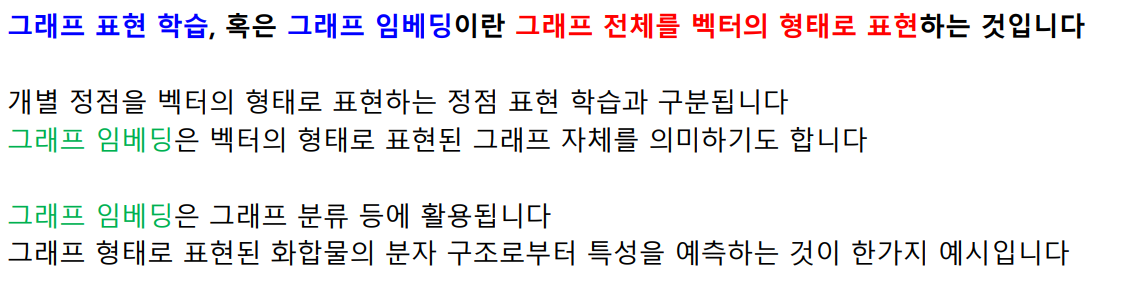 그래프 표현 학습, 혹은 그래프 임베딩이란 그래프 전체를 벡터의 형태로 표현하는 것입니다
개별 정점을 벡터의 형태로 표현하는 정점 표현 학습과 구분됩니다
그래프 임베딩은 벡터의 형태로 표현된 그래프 자체를 의미하기도 합니다
그래프 임베딩은 그래프 분류 등에 활용됩니다
그래프 형태로 표현된 화합물의 분자 구조로부터 특성을 예측하는 것이 한가지 예시입니다